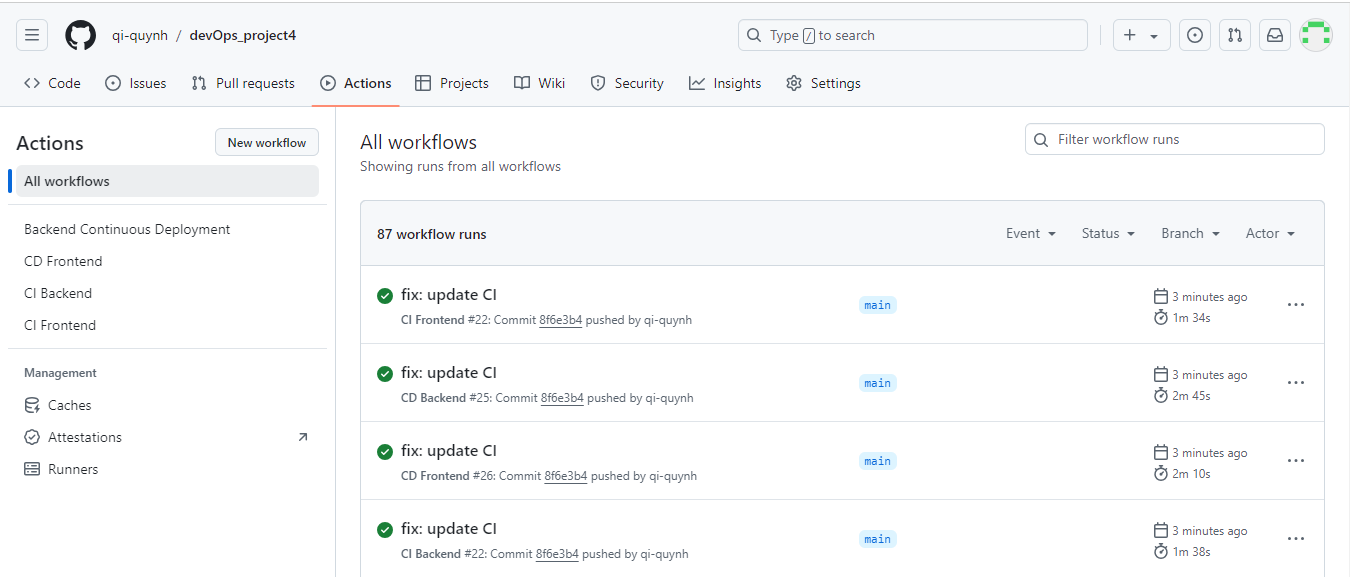 qi-quynh / devOps_project4
Type / to search
Code
Issues
Pull requests
Actions
Projects
Wiki
Security
Insights
Settings
Actions
New workflow
All workflows
Backend Continuous Deployment
CD Frontend
CI Backend
CI Frontend
Management
Caches
Attestations
Runners
All workflows
Showing runs from all workflows
Filter workflow runs
87 workflow runs
Event
Status
Branch
Actor
fix: update CI
CI Frontend #22: Commit 8f6e3b4 pushed by qi-quynh
main
3 minutes ago
1m 34s
fix: update CI
CD Backend #25: Commit 8f6e3b4 pushed by qi-quynh
main
3 minutes ago
2m 45s
fix: update CI
CD Frontend #26: Commit 8f6e3b4 pushed by qi-quynh
main
3 minutes ago
2m 10s
fix: update CI
CI Backend #22: Commit 8f6e3b4 pushed by qi-quynh
main
3 minutes ago
1m 38s